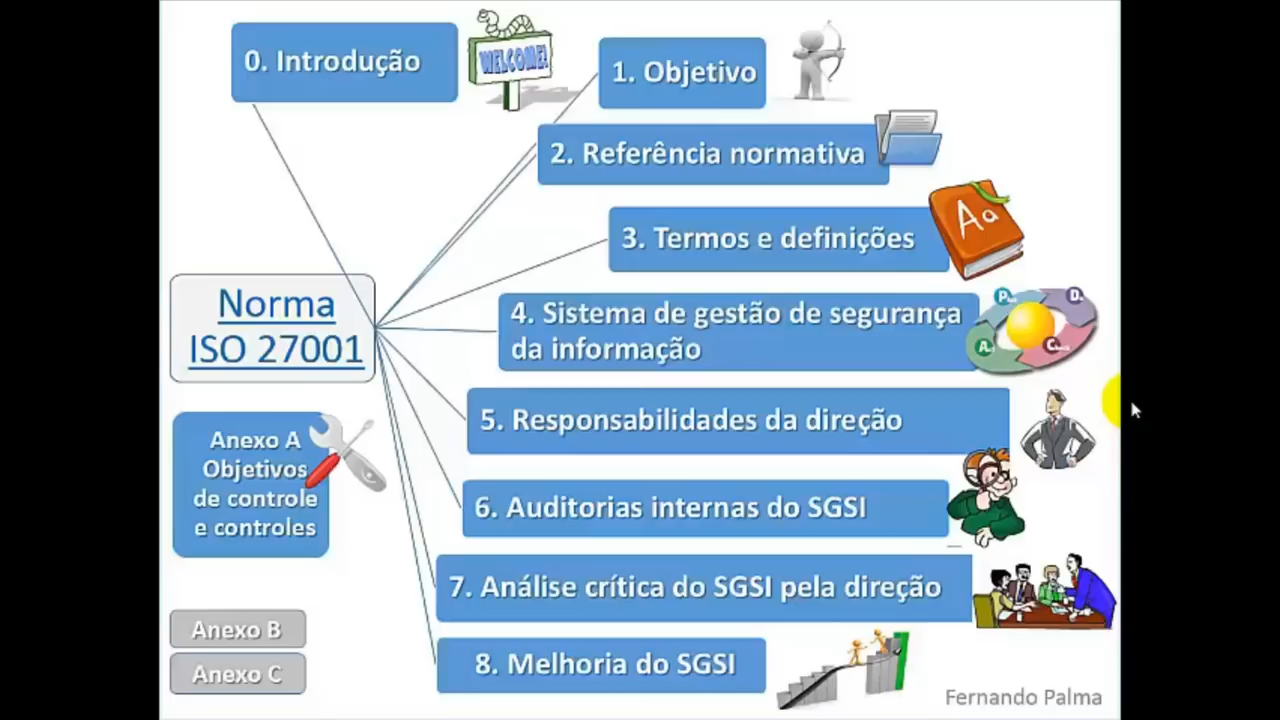 0. Introdução
WELCOME!
1. Objetivo
2. Referência normativa
3. Termos e definições
Aa
Norma
ISO 27001
4. Sistema de gestão de segurança
da informação
5. Responsabilidades da direção
Anexo A
Objetivos
de controle
e controles
6. Auditorias internas do SGSI
7. Análise crítica do SGSI pela direção
Anexo B
Anexo C
8. Melhoria do SGSI
Fernando Palma